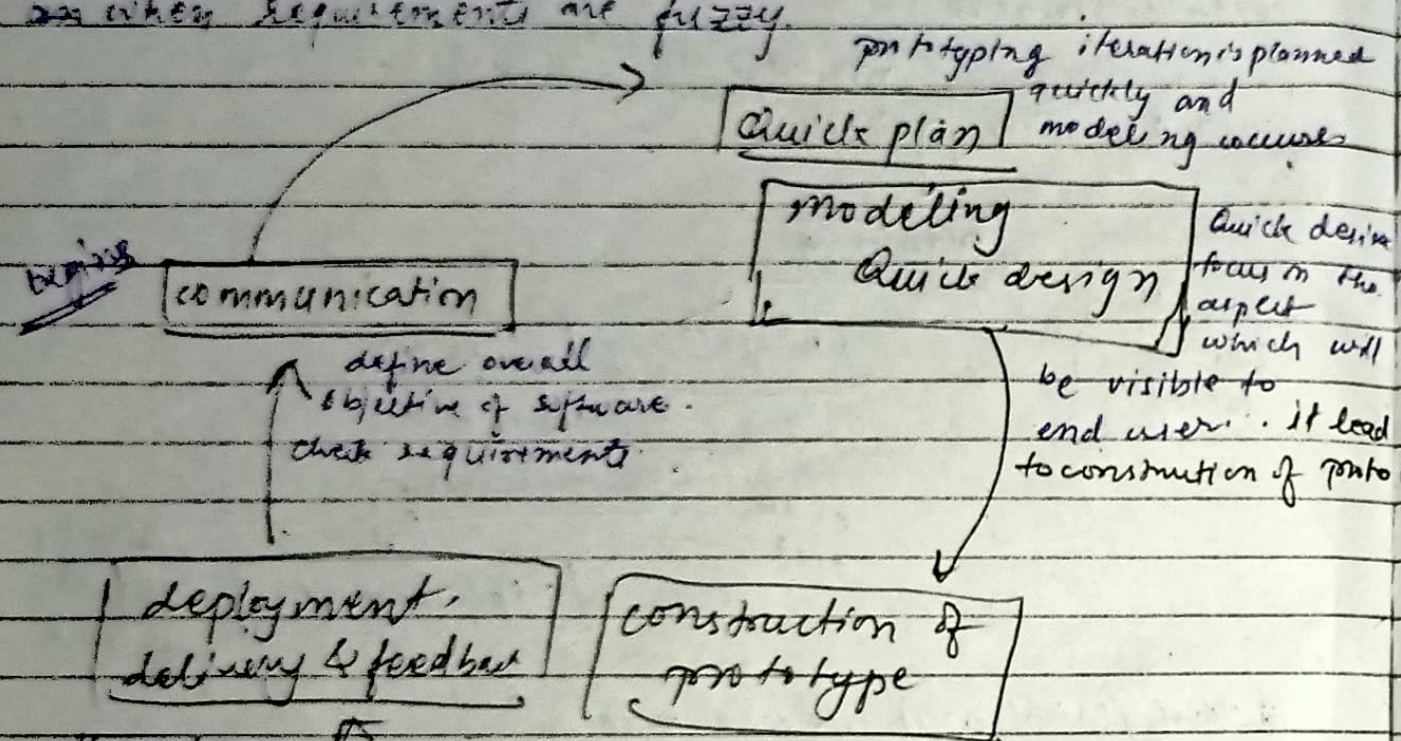 when requirements are fuzzy.
prototyping iteration is planned
quickly and
modeling occurs
Quick plan
modeling
Quick design
Quick desin
focus on the
aspect
which will
be visible to
end user. it lead
to construction of proto
communication
define overall
objective of software.
check requirements
deployment,
delivery & feedback
construction of
prototype